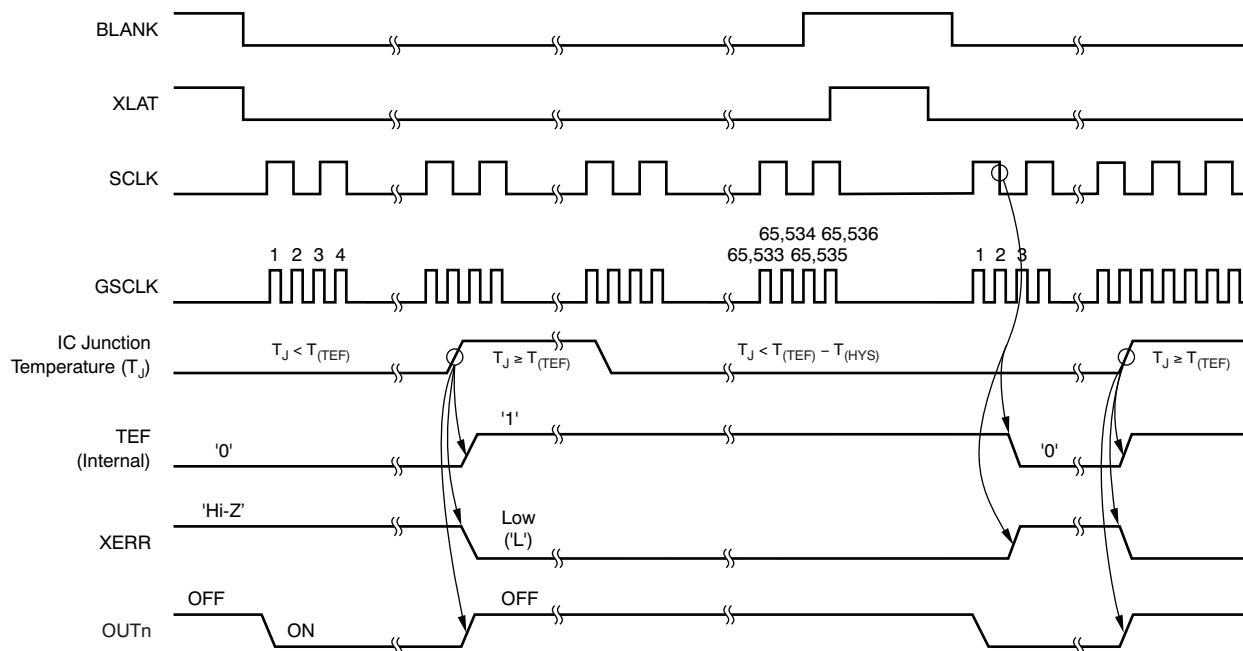 BLANK
XLAT
SCLK
65,534 65,536
1 2 3 4 65,533 65,535 1 2 3
GSCLK
IC Junction
Temperature (TJ)
TJ < T(TEF) TJ ≥ T(TEF) TJ < T(TEF) – T(HYS) TJ ≥ T(TEF)
TEF
(Internal)
'0' '1' '0'
XERR
'Hi-Z’ Low
('L')
OUTn
OFF ON OFF